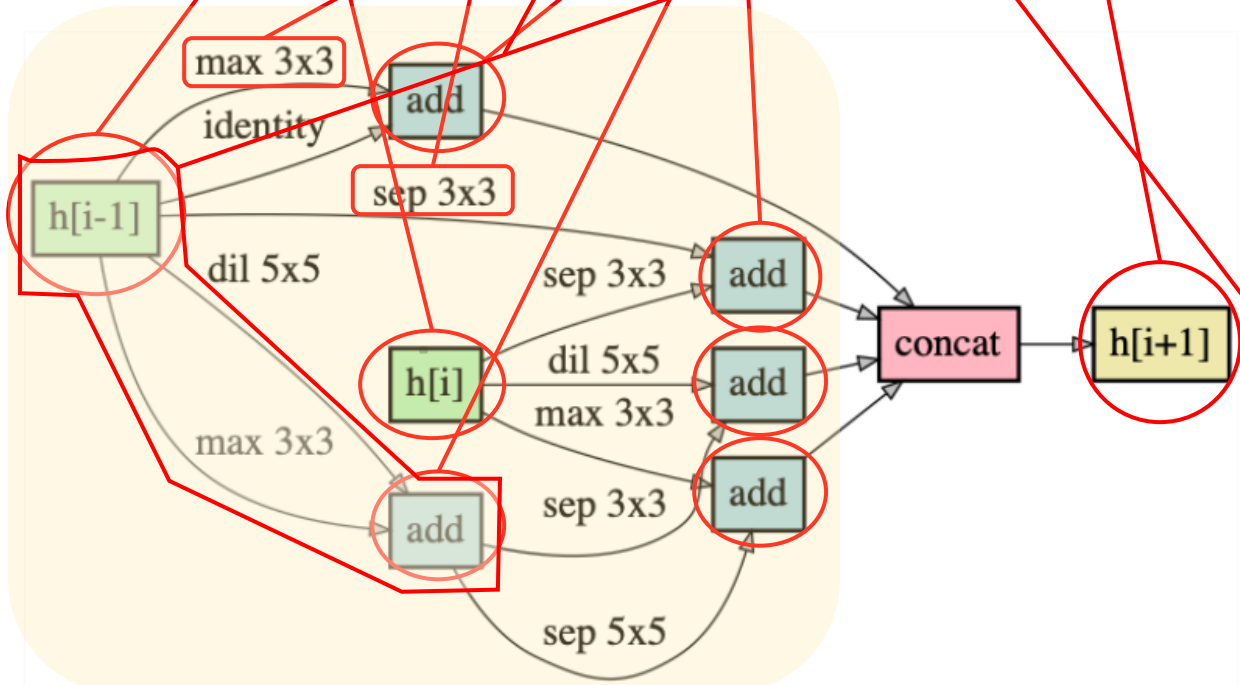 max 3x3
add
identity
sep 3x3
h[i-1]
dil 5x5
sep 3x3
add
concat
h[i+1]
h[i]
dil 5x5
add
max 3x3
max 3x3
add
sep 3x3
add
sep 5x5